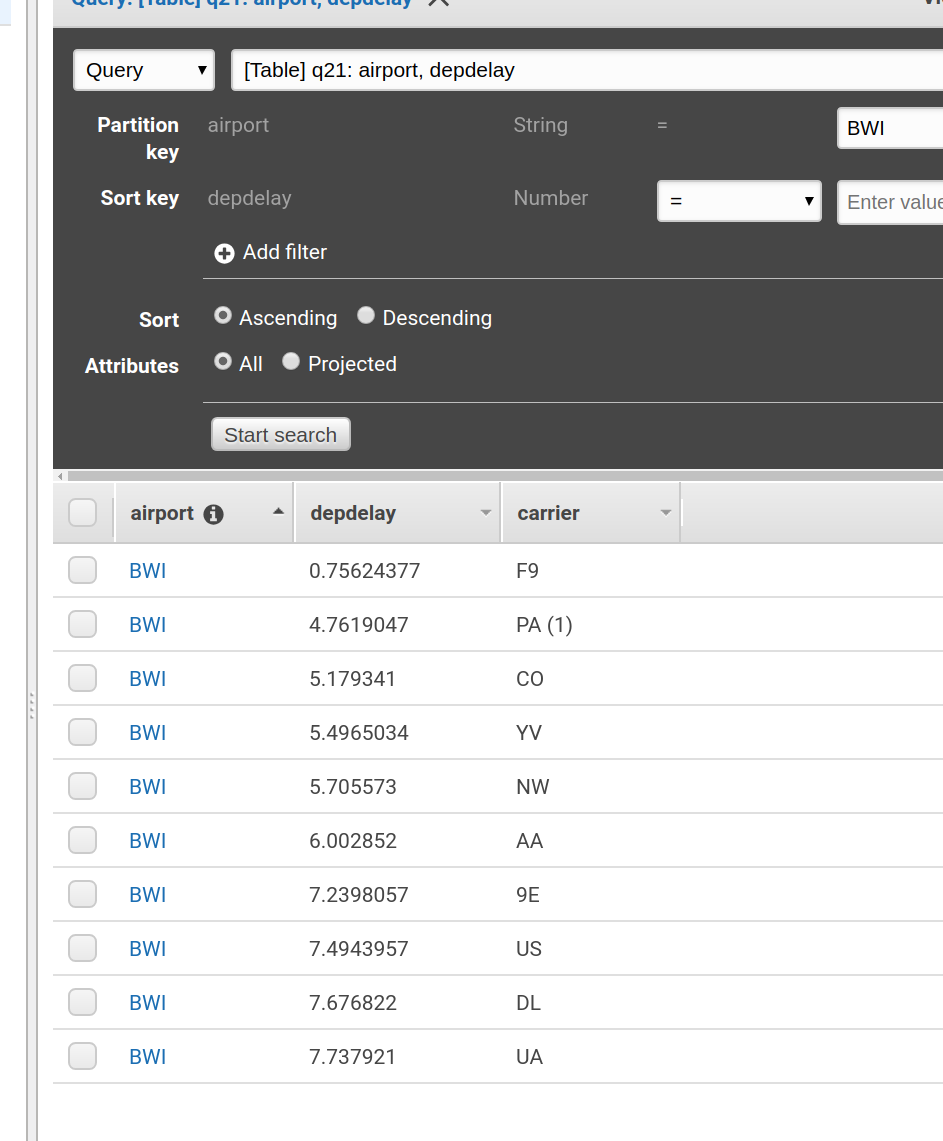 Query: [Table] q21: airport, depdelay
Query [Table] q21: airport, depdelay
Partition key airport String = BWI
Sort key depdelay Number = Enter value
Add filter
Sort Ascending Descending
Attributes All Projected
Start search
airport depdelay carrier
BWI 0.75624377 F9
BWI 4.7619047 PA (1)
BWI 5.179341 CO
BWI 5.4965034 YV
BWI 5.705573 NW
BWI 6.002852 AA
BWI 7.2398057 9E
BWI 7.4943957 US
BWI 7.676822 DL
BWI 7.737921 UA